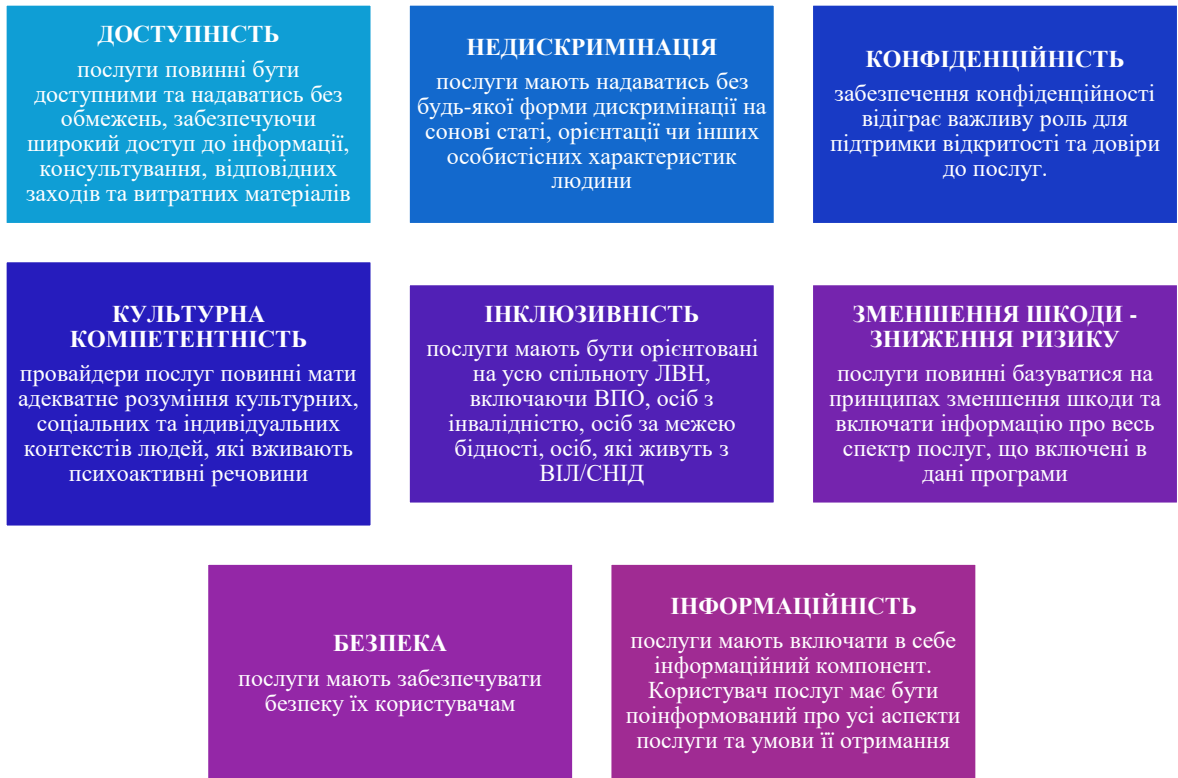 ДОСТУПНІСТЬ
послуги повинні бути
доступними та надаватись без
обмежень, забезпечуючи
широкий доступ до інформації,
консультування, відповідних
заходів та витратних матеріалів
НЕДИСКРИМІНАЦІЯ
послуги мають надаватись без
будь-якої форми дискримінації на
сонові статі, орієнтації чи інших
особистісних характеристик
людини
КОНФІДЕНЦІЙНІСТЬ
забезпечення конфіденційності
відіграє важливу роль для
підтримки відкритості та довіри
до послуг.
КУЛЬТУРНА
КОМПЕТЕНТНІСТЬ
провайдери послуг повинні мати
адекватне розуміння культурних,
соціальних та індивідуальних
контекстів людей, які вживають
психоактивні речовини
ІНКЛЮЗИВНІСТЬ
послуги мають бути орієнтовані
на усю спільноту ЛВН,
включаючи ВПО, осіб з
інвалідністю, осіб за межею
бідності, осіб, які живуть з
ВІЛ/СНІД
ЗМЕНШЕННЯ ШКОДИ -
ЗНИЖЕННЯ РИЗИКУ
послуги повинні базуватися на
принципах зменшення шкоди та
включати інформацію про весь
спектр послуг, що включені в
дані програми
БЕЗПЕКА
послуги мають забезпечувати
безпеку їх користувачам
ІНФОРМАЦІЙНІСТЬ
послуги мають включати в себе
інформаційний компонент.
Користувач послуг має бути
поінформований про усі аспекти
послуги та умови її отримання